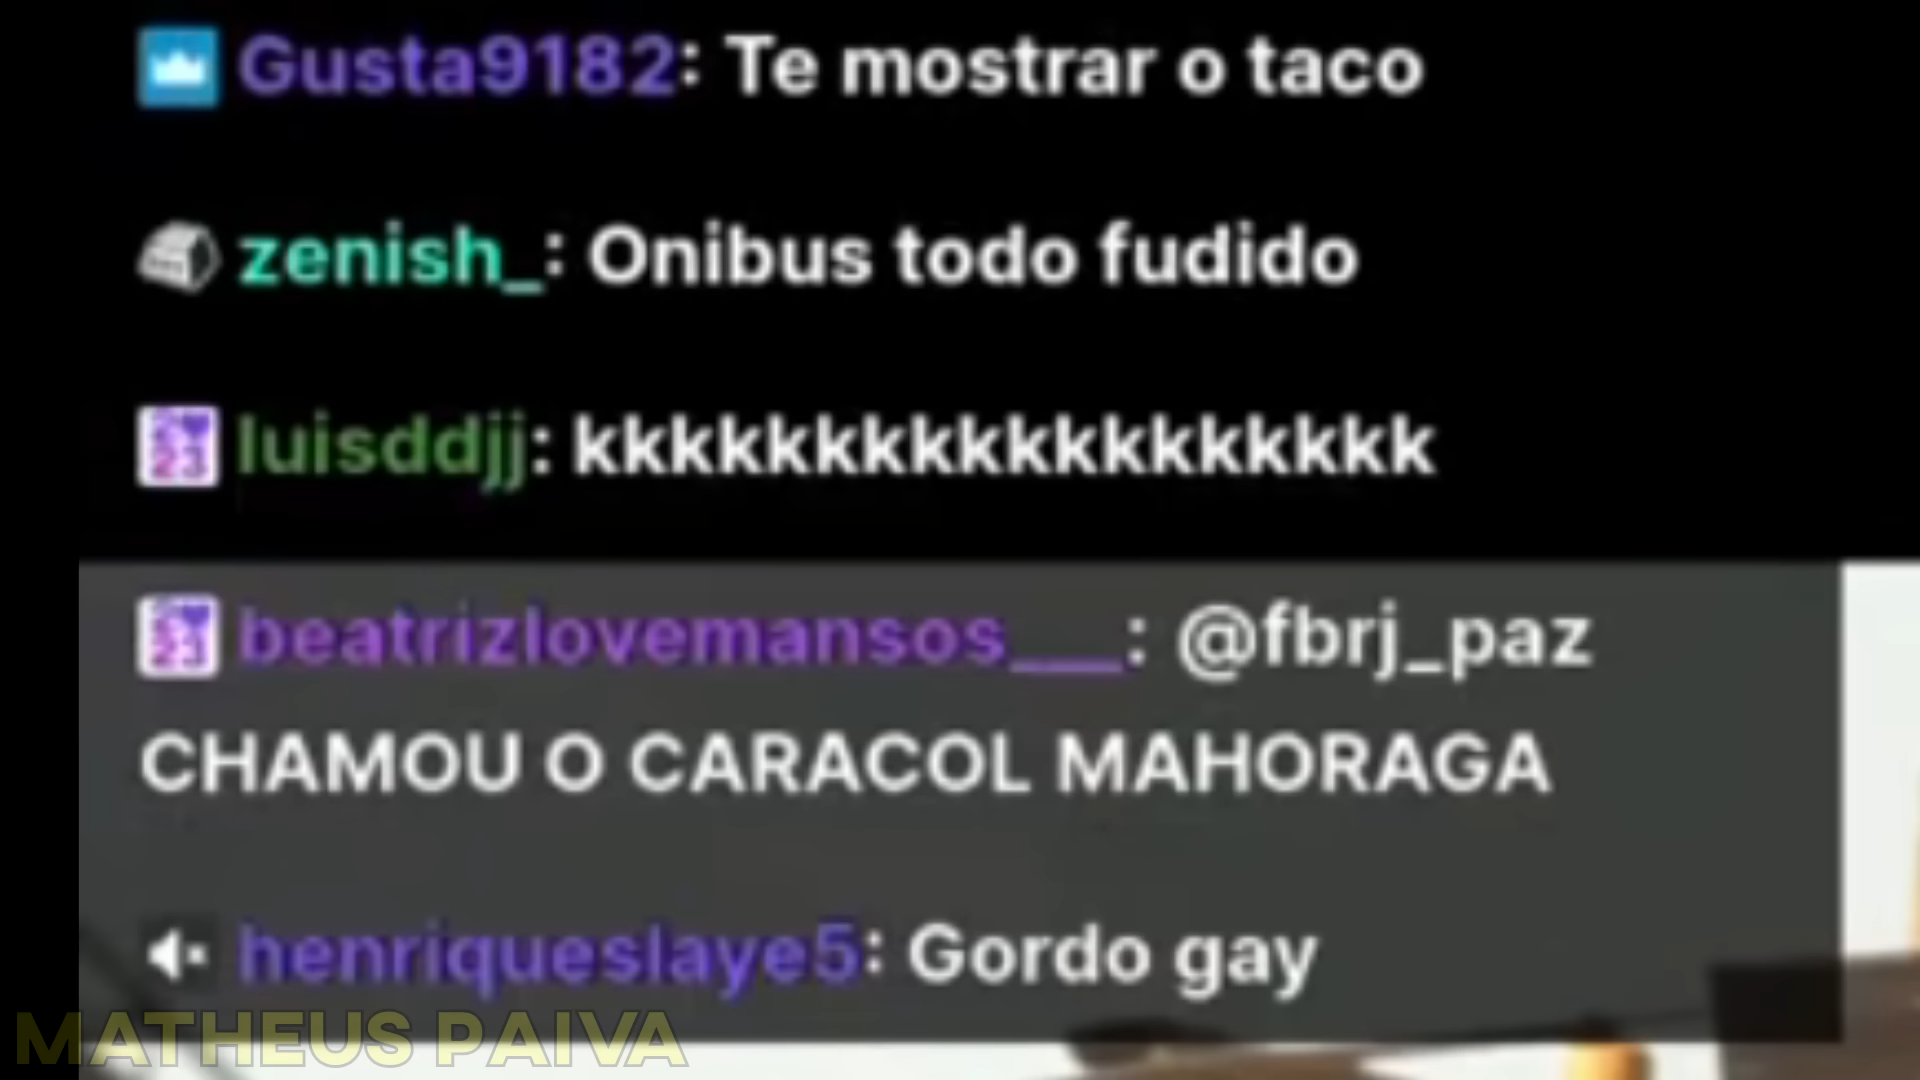 Gusta9182: Te mostrar o taco
zenish_: Onibus todo fudido
luisddjj: kkkkkkkkkkkkkkkkkk
beatrizlovemansos___: @fbrj_paz
CHAMOU O CARACOL MAHORAGA
henriqueslaye5: Gordo gay
MATHEUS PAIVA